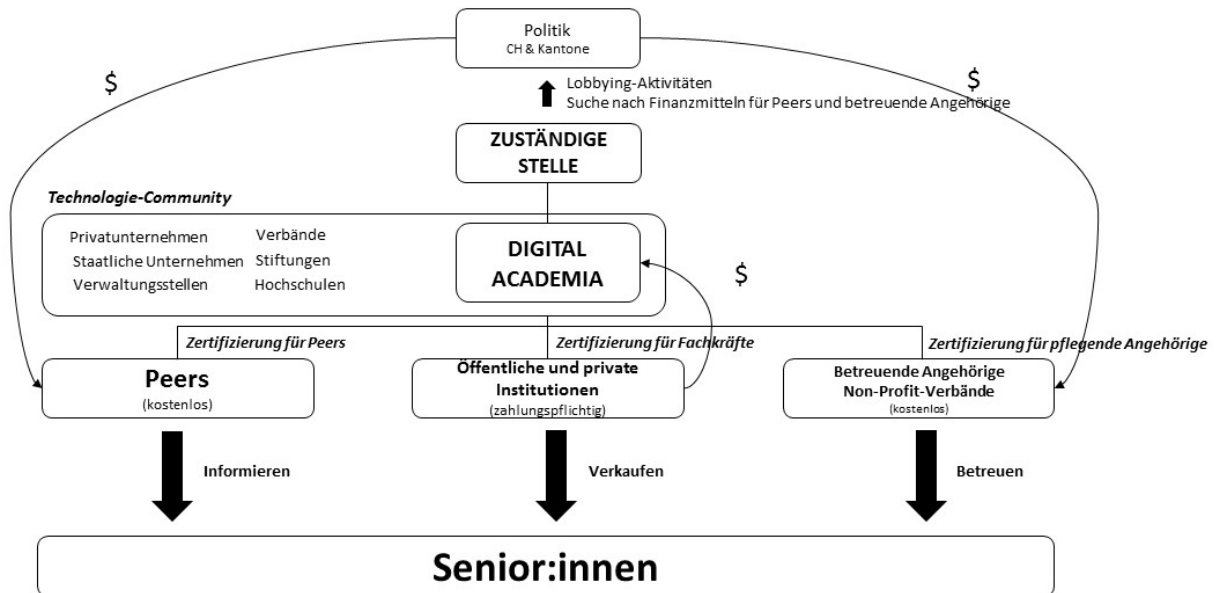 Politik
CH & Kantone
$
$
Lobbying-Aktivitäten
Suche nach Finanzmitteln für Peers und betreuende Angehörige
ZUSTÄNDIGE
STELLE
Technologie-Community
Privatunternehmen
Staatliche Unternehmen
Verwaltungsstellen
Verbände
Stiftungen
Hochschulen
DIGITAL
ACADEMIA
$
Zertifizierung für Peers
Zertifizierung für Fachkräfte
Zertifizierung für pflegende Angehörige
Peers
(kostenlos)
Öffentliche und private
Institutionen
(zahlungspflichtig)
Betreuende Angehörige
Non-Profit-Verbände
(kostenlos)
Informieren
Verkaufen
Betreuen
Senior:innen